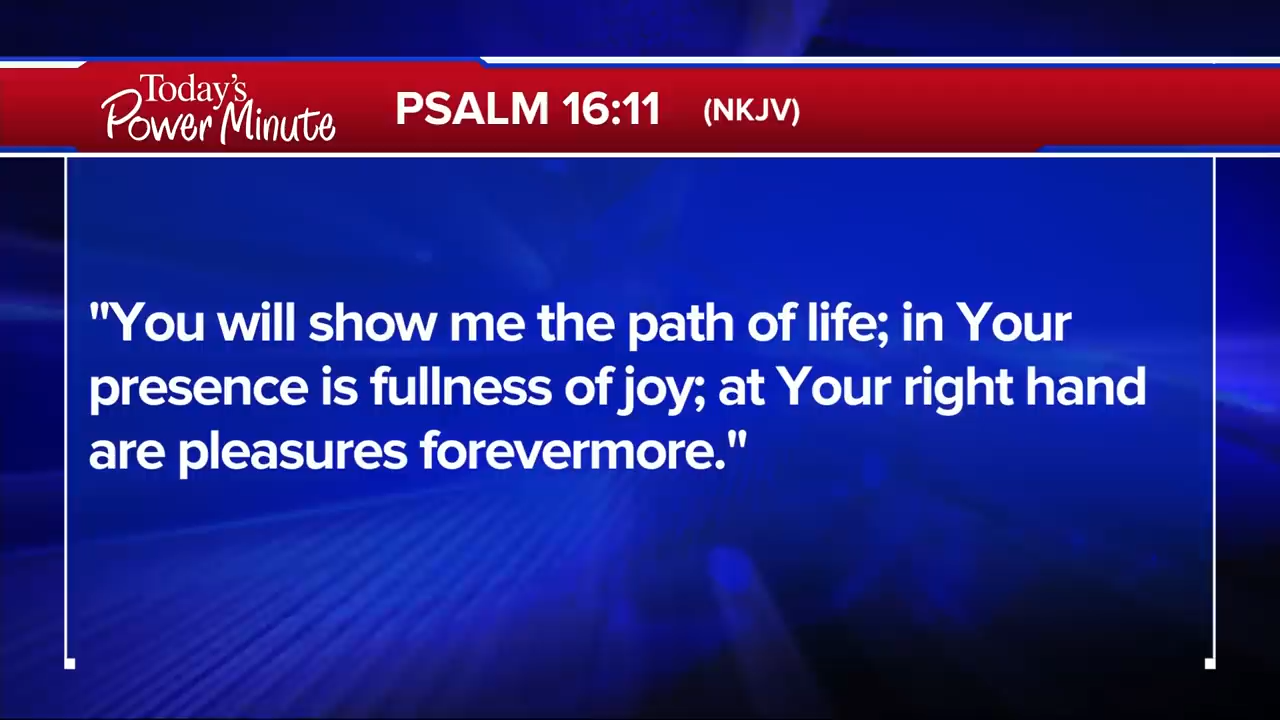 Today's
Power Minute
PSALM 16:11 (NKJV)
"You will show me the path of life; in Your
presence is fullness of joy; at Your right hand
are pleasures forevermore."